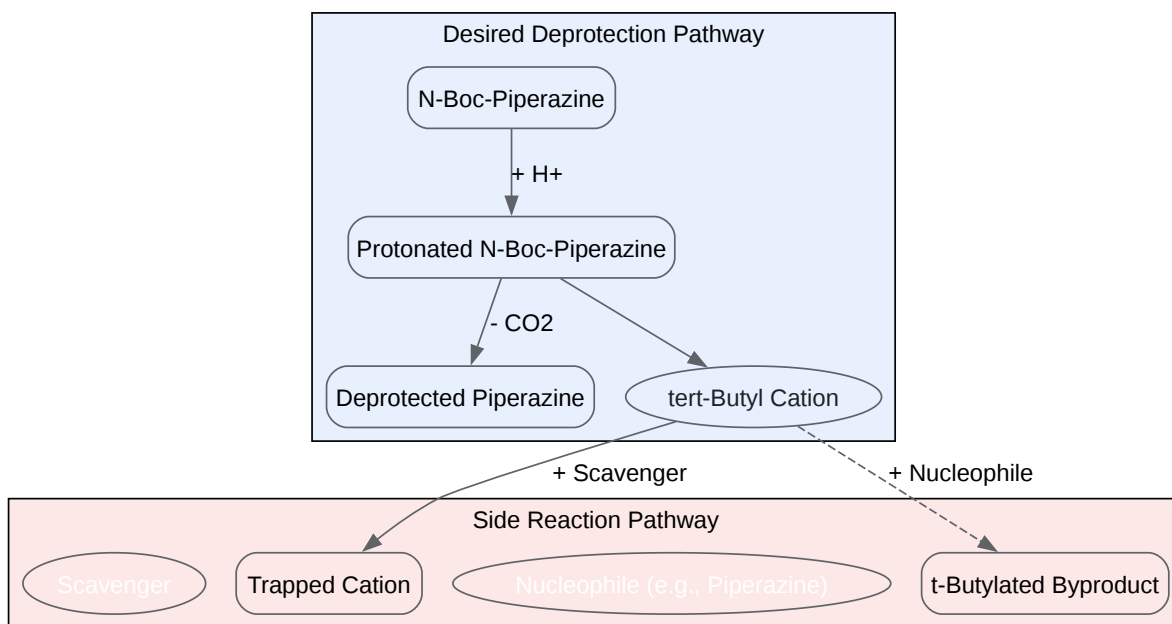 Desired Deprotection Pathway
N-Boc-Piperazine
+ H+
Protonated N-Boc-Piperazine
- CO2
Deprotected Piperazine
tert-Butyl Cation
+ Scavenger
+ Nucleophile
Side Reaction Pathway
Scavenger
Trapped Cation
Nucleophile (e.g., Piperazine)
t-Butylated Byproduct